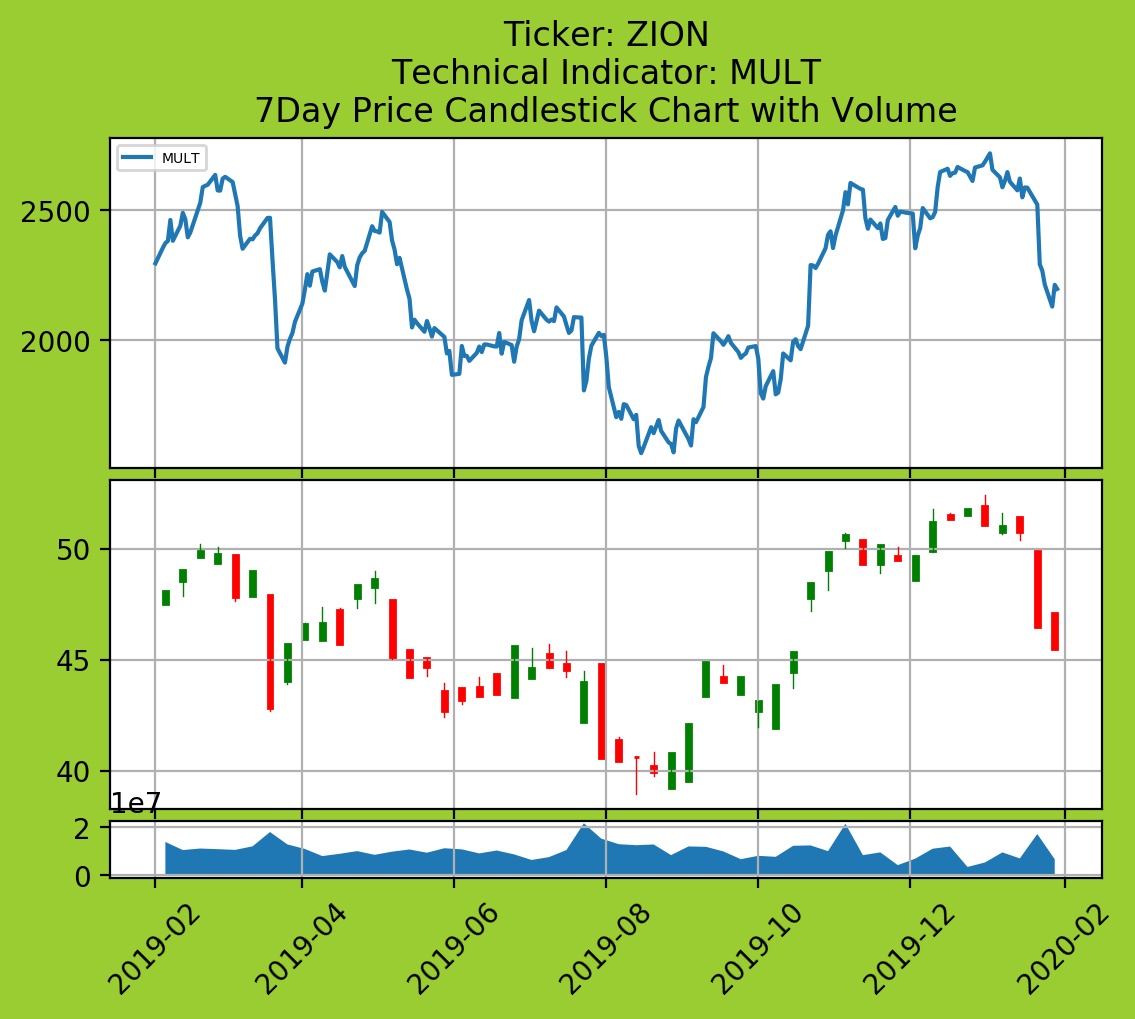 Ticker: ZION
Technical Indicator: MULT
7Day Price Candlestick Chart with Volume
MULT
2500
2000
50
45
40
1e7
2
0
2019-02
2019-04
2019-06
2019-08
2019-10
2019-12
2020-02